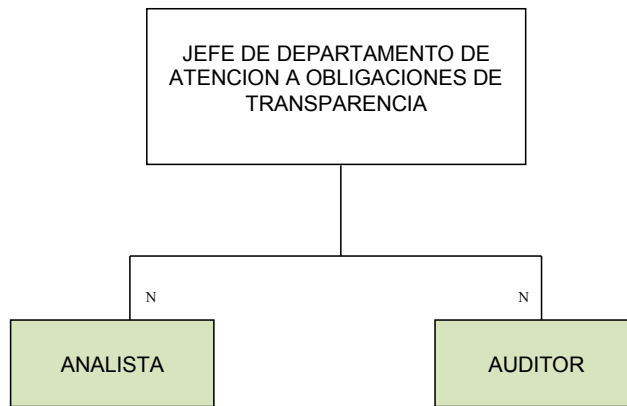 JEFE DE DEPARTAMENTO DE
ATENCION A OBLIGACIONES DE
TRANSPARENCIA
N
N
ANALISTA
AUDITOR